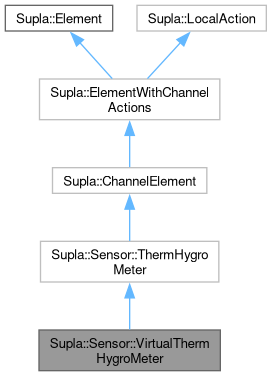 Supla::Element
Supla::LocalAction
Supla::ElementWithChannel
Actions
Supla::ChannelElement
Supla::Sensor::ThermHygro
Meter
Supla::Sensor::VirtualTherm
HygroMeter